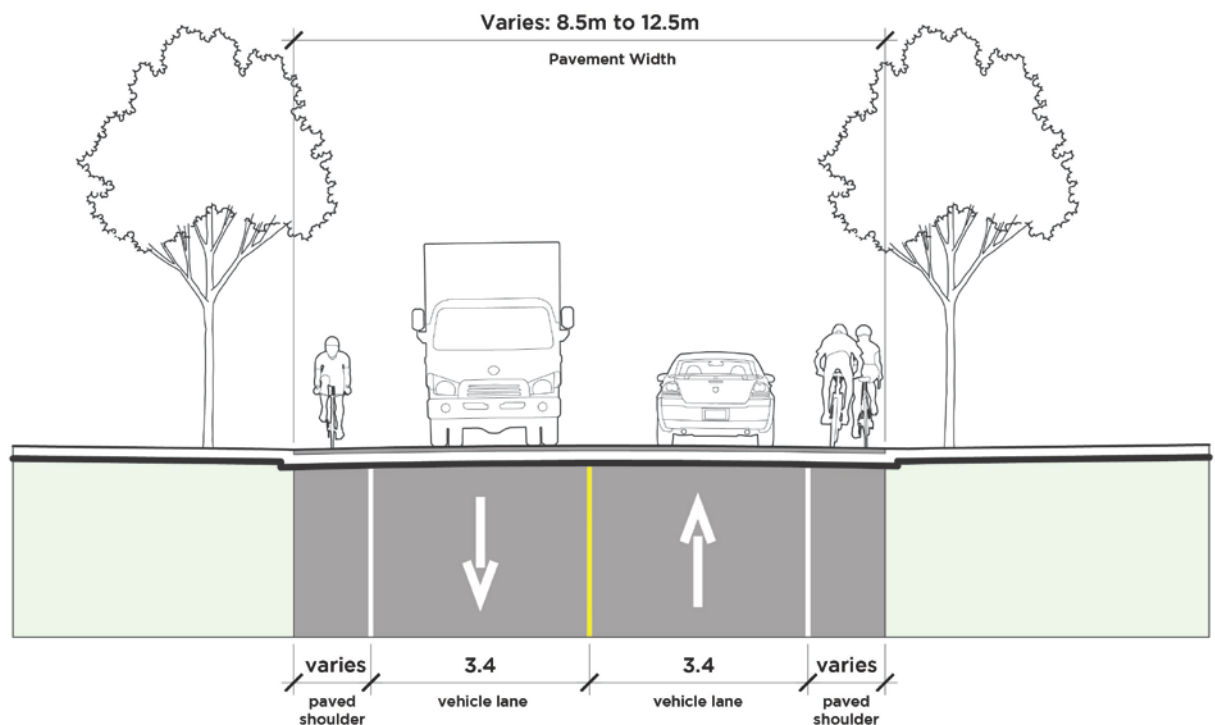 Varies: 8.5m to 12.5m
Pavement Width
varies 3.4 3.4 varies
paved shoulder vehicle lane vehicle lane paved shoulder